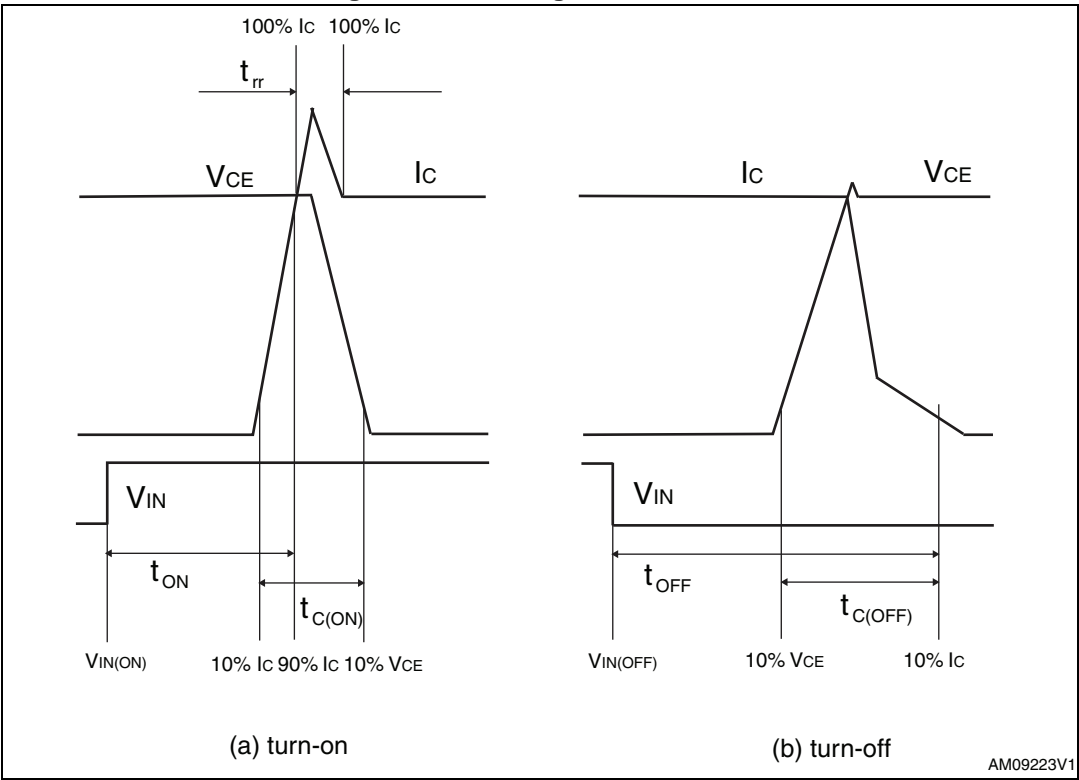 100% IC 100% IC
trr
VCE
IC
IC
VCE
VIN
VIN
tON
tOFF
tC(ON)
tC(OFF)
VIN(ON)
10% IC 90% IC 10% VCE
VIN(OFF)
10% VCE
10% IC
(a) turn-on
(b) turn-off
AM09223V1